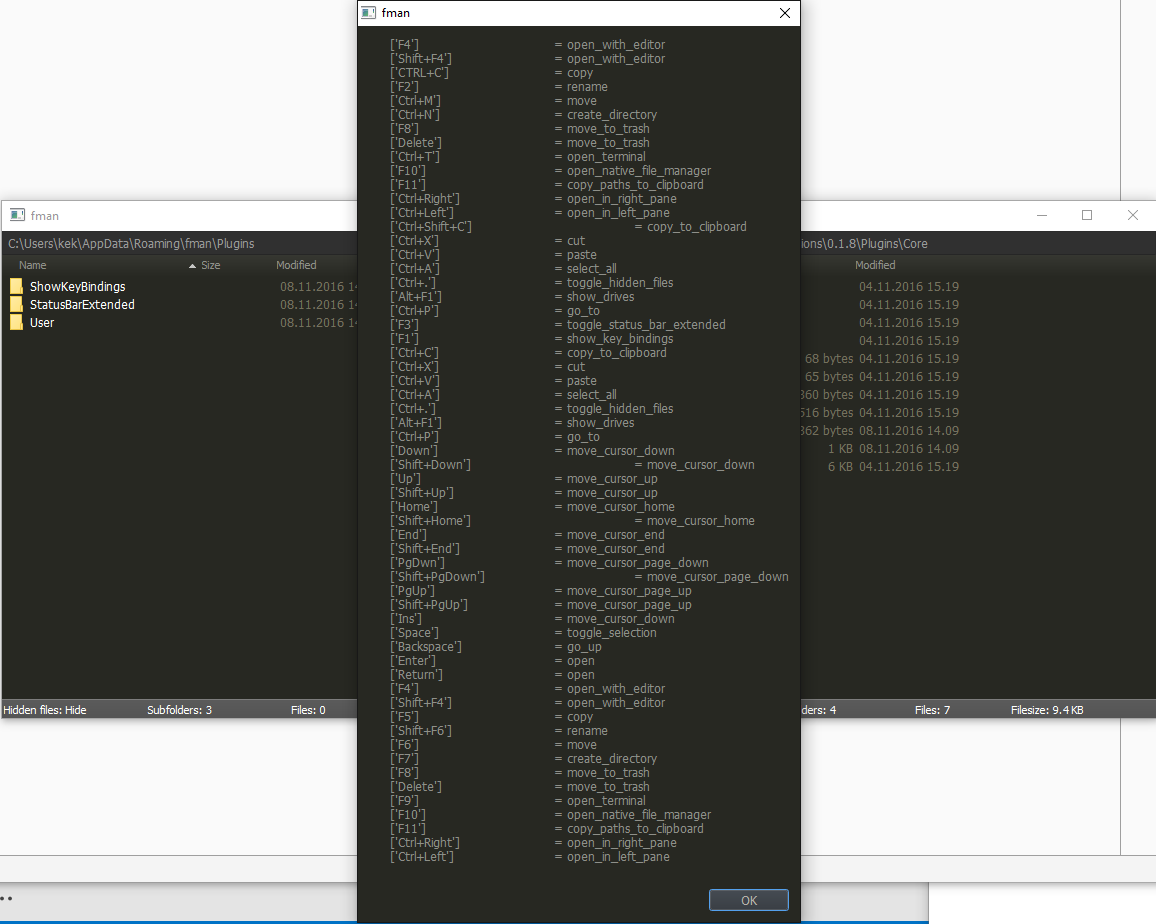 fman
['F4'] = open_with_editor
['Shift+F4'] = open_with_editor
['CTRL+C'] = copy
['F2'] = rename
['Ctrl+M'] = move
['Ctrl+N'] = create_directory
['F8'] = move_to_trash
['Delete'] = move_to_trash
['Ctrl+T'] = open_terminal
['F10'] = open_native_file_manager
['F11'] = copy_paths_to_clipboard
['Ctrl+Right'] = open_in_right_pane
['Ctrl+Left'] = open_in_left_pane
['Ctrl+Shift+C'] = copy_to_clipboard
['Ctrl+X'] = cut
['Ctrl+V'] = paste
['Ctrl+A'] = select_all
['Ctrl+.'] = toggle_hidden_files
['Alt+F1'] = show_drives
['Ctrl+P'] = go_to
['F3'] = toggle_status_bar_extended
['F1'] = show_key_bindings
['Ctrl+C'] = copy_to_clipboard
['Ctrl+X'] = cut
['Ctrl+V'] = paste
['Ctrl+A'] = select_all
['Ctrl+.'] = toggle_hidden_files
['Alt+F1'] = show_drives
['Ctrl+P'] = go_to
['Down'] = move_cursor_down
['Shift+Down'] = move_cursor_down
['Up'] = move_cursor_up
['Shift+Up'] = move_cursor_up
['Home'] = move_cursor_home
['Shift+Home'] = move_cursor_home
['End'] = move_cursor_end
['Shift+End'] = move_cursor_end
['PgDwn'] = move_cursor_page_down
['Shift+PgDown'] = move_cursor_page_down
['PgUp'] = move_cursor_page_up
['Shift+PgUp'] = move_cursor_page_up
['Ins'] = move_cursor_down
['Space'] = toggle_selection
['Backspace'] = go_up
['Enter'] = open
['Return'] = open
['F4'] = open_with_editor
['Shift+F4'] = open_with_editor
['F5'] = copy
['Shift+F6'] = rename
['F6'] = move
['F7'] = create_directory
['F8'] = move_to_trash
['Delete'] = move_to_trash
['F9'] = open_terminal
['F10'] = open_native_file_manager
['F11'] = copy_paths_to_clipboard
['Ctrl+Right'] = open_in_right_pane
['Ctrl+Left'] = open_in_left_pane
OK
fman
C:\Users\kek\AppData\Roaming\fman\Plugins
Name Size Modified
ShowKeyBindings 08.11.2016 14
StatusBarExtended 08.11.2016 14
User 08.11.2016 14
Hidden files: Hide Subfolders: 3 Files: 0
ions\0.1.8\Plugins\Core
Modified
04.11.2016 15.19
04.11.2016 15.19
04.11.2016 15.19
04.11.2016 15.19
68 bytes 04.11.2016 15.19
65 bytes 04.11.2016 15.19
360 bytes 04.11.2016 15.19
516 bytes 04.11.2016 15.19
362 bytes 08.11.2016 14.09
1 KB 08.11.2016 14.09
6 KB 04.11.2016 15.19
ders: 4 Files: 7 Filesize: 9.4 KB